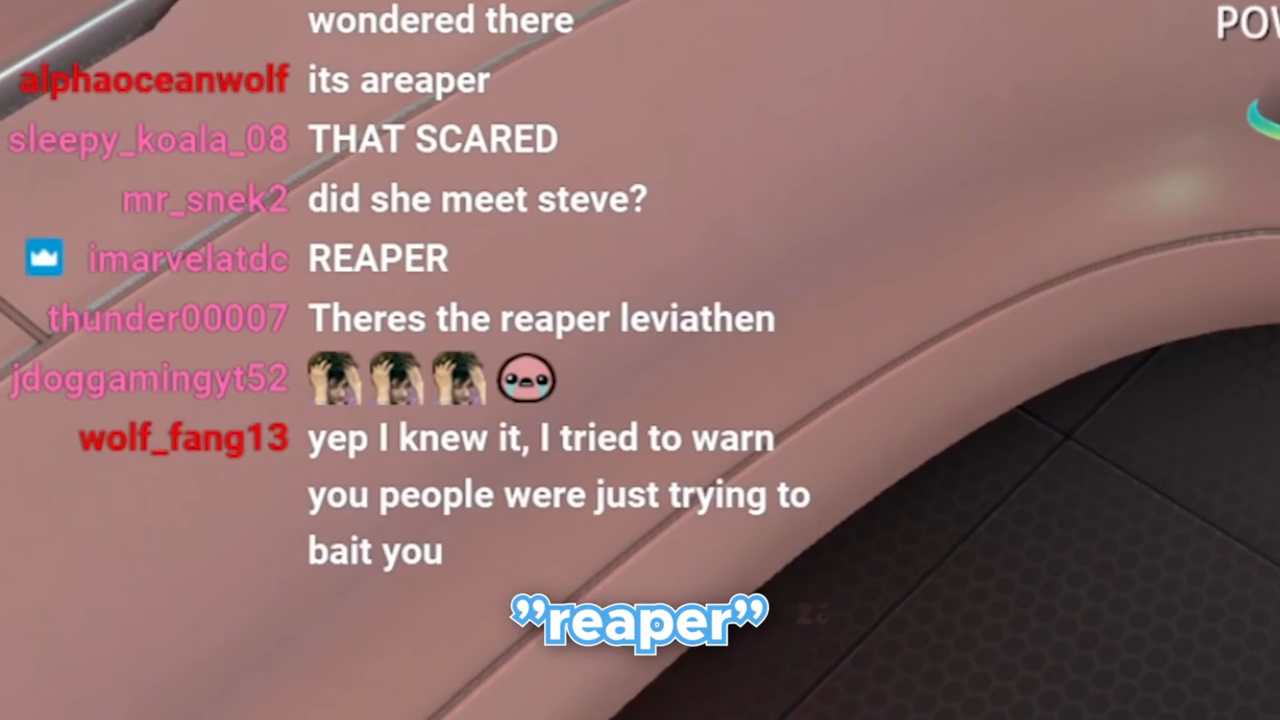 wondered there
POW
alphaoceanwolf its areaper
sleepy_koala_08 THAT SCARED
mr_snek2 did she meet steve?
imarvelatdc REAPER
thunder00007 Theres the reaper leviathen
jdoggamingyt52
wolf_fang13 yep I knew it, I tried to warn
you people were just trying to
bait you
”reaper”